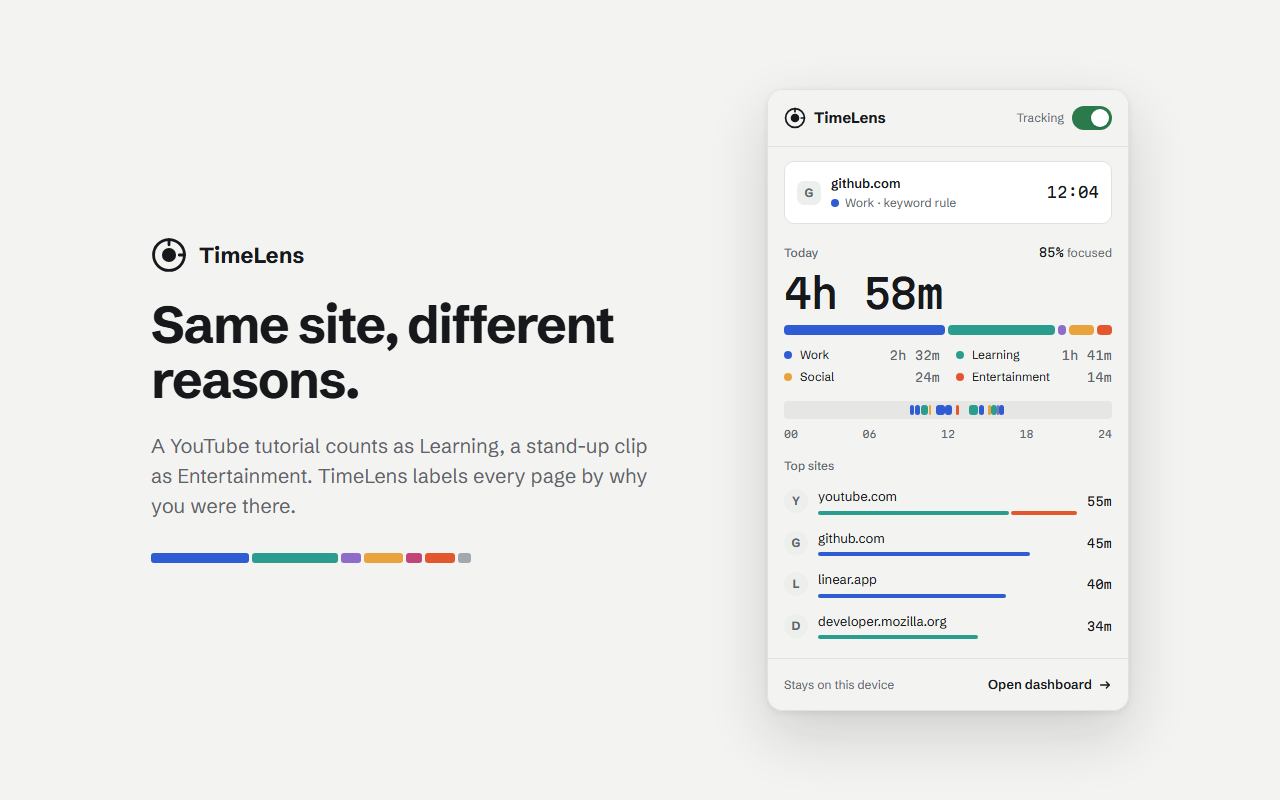 TimeLens
Same site, different
reasons.
A YouTube tutorial counts as Learning, a stand-up clip
as Entertainment. TimeLens labels every page by why
you were there.
TimeLens
Tracking
G
github.com
Work · keyword rule
12:04
Today
85% focused
4h 58m
Work 2h 32m
Learning 1h 41m
Social 24m
Entertainment 14m
00 06 12 18 24
Top sites
Y youtube.com 55m
G github.com 45m
L linear.app 40m
D developer.mozilla.org 34m
Stays on this device
Open dashboard →